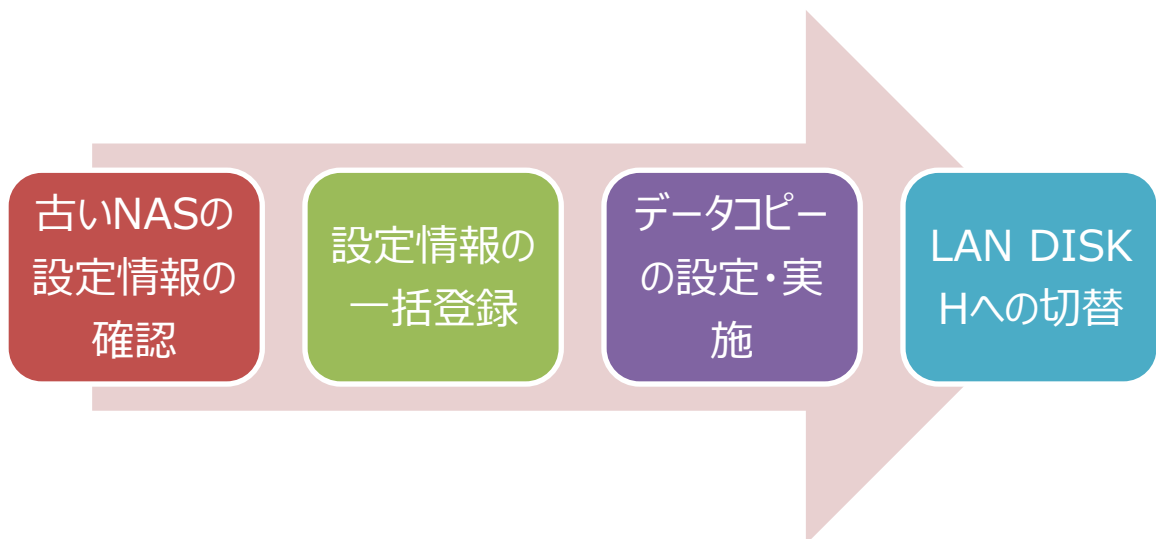 古いNASの
設定情報の
確認
設定情報の
一括登録
データコピー
の設定・実
施
LAN DISK
Hへの切替